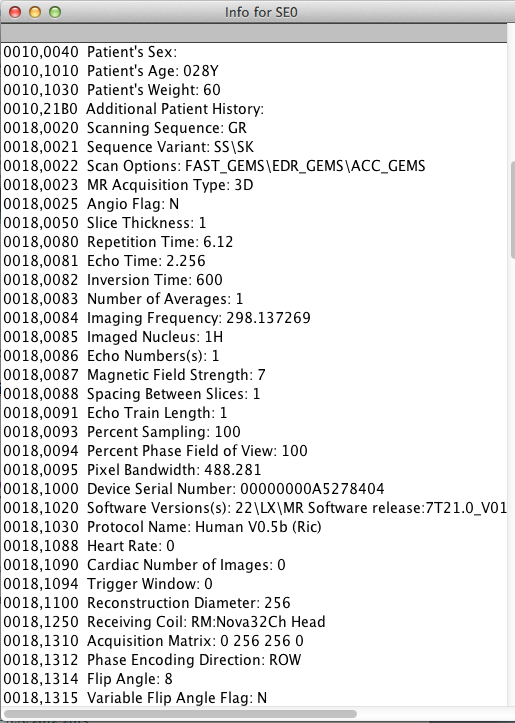 Info for SE0
0010,0040  Patient's Sex:
0010,1010  Patient's Age: 028Y
0010,1030  Patient's Weight: 60
0010,21B0  Additional Patient History:
0018,0020  Scanning Sequence: GR
0018,0021  Sequence Variant: SS\SK
0018,0022  Scan Options: FAST_GEMS\EDR_GEMS\ACC_GEMS
0018,0023  MR Acquisition Type: 3D
0018,0025  Angio Flag: N
0018,0050  Slice Thickness: 1
0018,0080  Repetition Time: 6.12
0018,0081  Echo Time: 2.256
0018,0082  Inversion Time: 600
0018,0083  Number of Averages: 1
0018,0084  Imaging Frequency: 298.137269
0018,0085  Imaged Nucleus: 1H
0018,0086  Echo Numbers(s): 1
0018,0087  Magnetic Field Strength: 7
0018,0088  Spacing Between Slices: 1
0018,0091  Echo Train Length: 1
0018,0093  Percent Sampling: 100
0018,0094  Percent Phase Field of View: 100
0018,0095  Pixel Bandwidth: 488.281
0018,1000  Device Serial Number: 00000000A5278404
0018,1020  Software Versions(s): 22\LX\MR Software release:7T21.0_V01
0018,1030  Protocol Name: Human V0.5b (Ric)
0018,1088  Heart Rate: 0
0018,1090  Cardiac Number of Images: 0
0018,1094  Trigger Window: 0
0018,1100  Reconstruction Diameter: 256
0018,1250  Receiving Coil: RM:Nova32Ch Head
0018,1310  Acquisition Matrix: 0 256 256 0
0018,1312  Phase Encoding Direction: ROW
0018,1314  Flip Angle: 8
0018,1315  Variable Flip Angle Flag: N